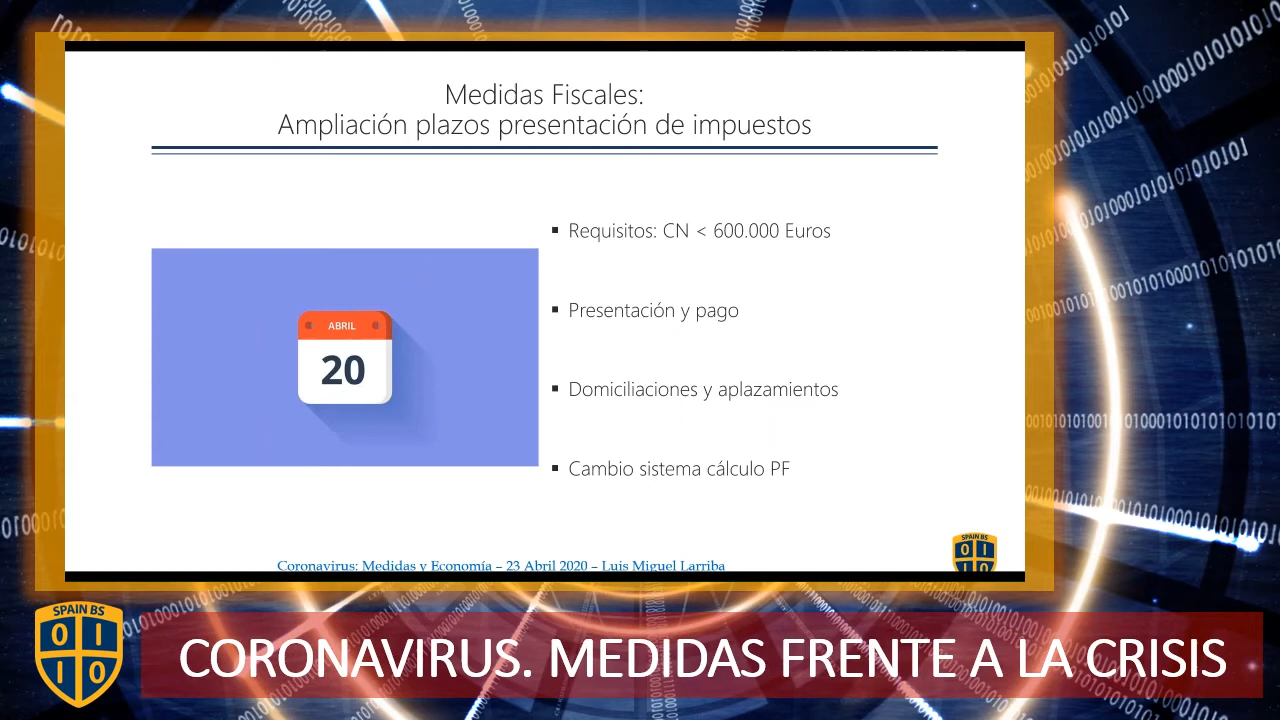 Medidas Fiscales:
Ampliación plazos presentación de impuestos
▪ Requisitos: CN < 600.000 Euros
▪ Presentación y pago
ABRIL
20
▪ Domiciliaciones y aplazamientos
▪ Cambio sistema cálculo PF
SPAIN BS
O I
I O
Coronavirus: Medidas y Economía – 23 Abril 2020 – Luis Miguel Larriba
SPAIN BS
O I
I O
CORONAVIRUS. MEDIDAS FRENTE A LA CRISIS